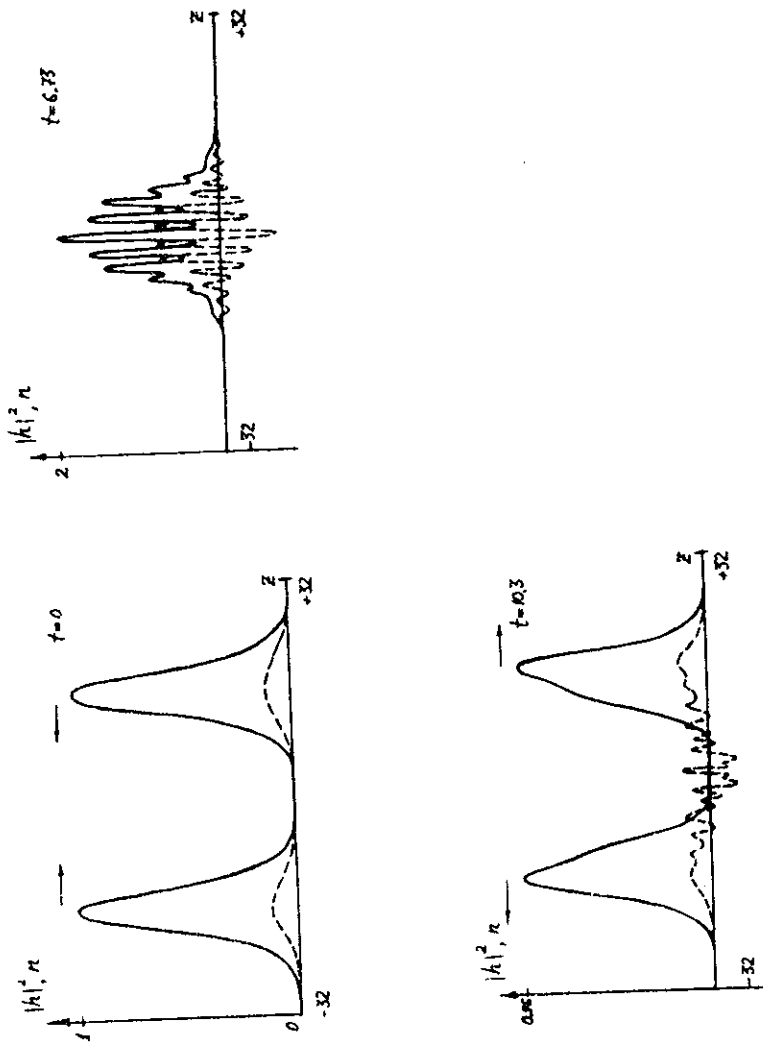 |h|², n
1
0
-32
t=0
z
+32
|h|², n
2
-32
t=6,73
z
+32
|h|², n
-32
t=10,3
z
+32